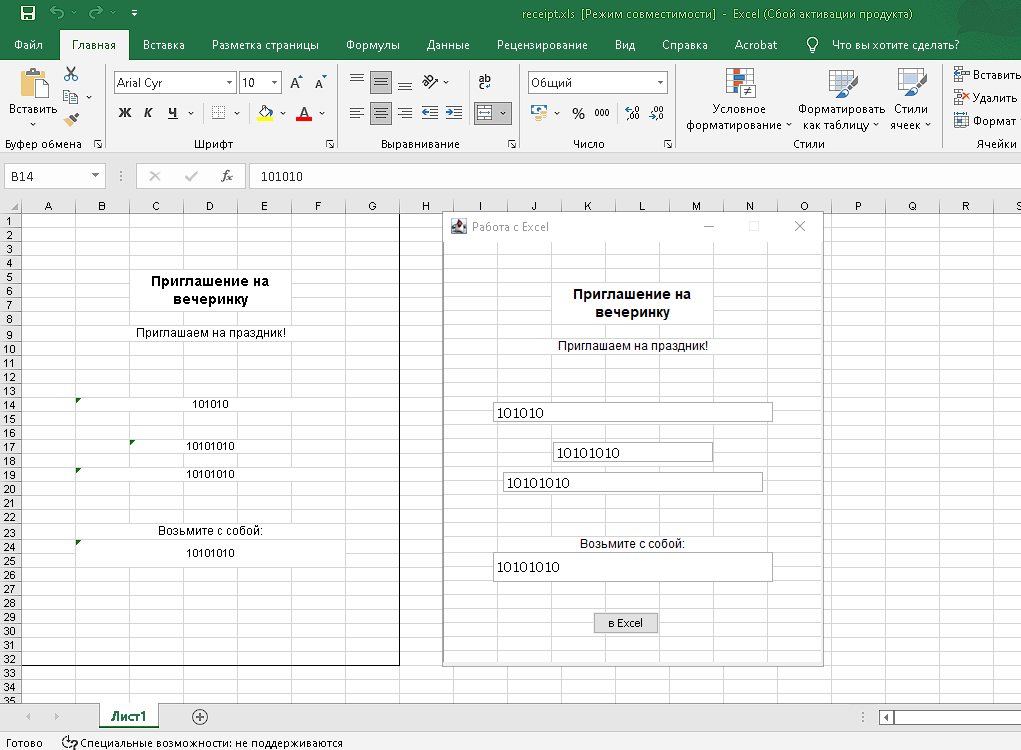 receipt.xls [Режим совместимости] - Excel (Сбой активации продукта)
Файл Главная Вставка Разметка страницы Формулы Данные Рецензирование Вид Справка Acrobat Что вы хотите сделать?
Вставить
Arial Cyr 10
Ж К Ч
Общий
% 000
Условное форматирование
Форматировать как таблицу
Стили ячеек
Вставить
Удалить
Формат
Буфер обмена Шрифт Выравнивание Число Стили Ячейки
B14 fx 101010
A B C D E F G H I J K L M N O P Q R S
1
2
3
4
5
6
7
8
9
10
11
12
13
14
15
16
17
18
19
20
21
22
23
24
25
26
27
28
29
30
31
32
33
34
35
Приглашение на
вечеринку
Приглашаем на праздник!
101010
10101010
10101010
Возьмите с собой:
10101010
Работа с Excel
Приглашение на
вечеринку
Приглашаем на праздник!
101010
10101010
10101010
Возьмите с собой:
10101010
в Excel
Лист1
Готово Специальные возможности: не поддерживаются